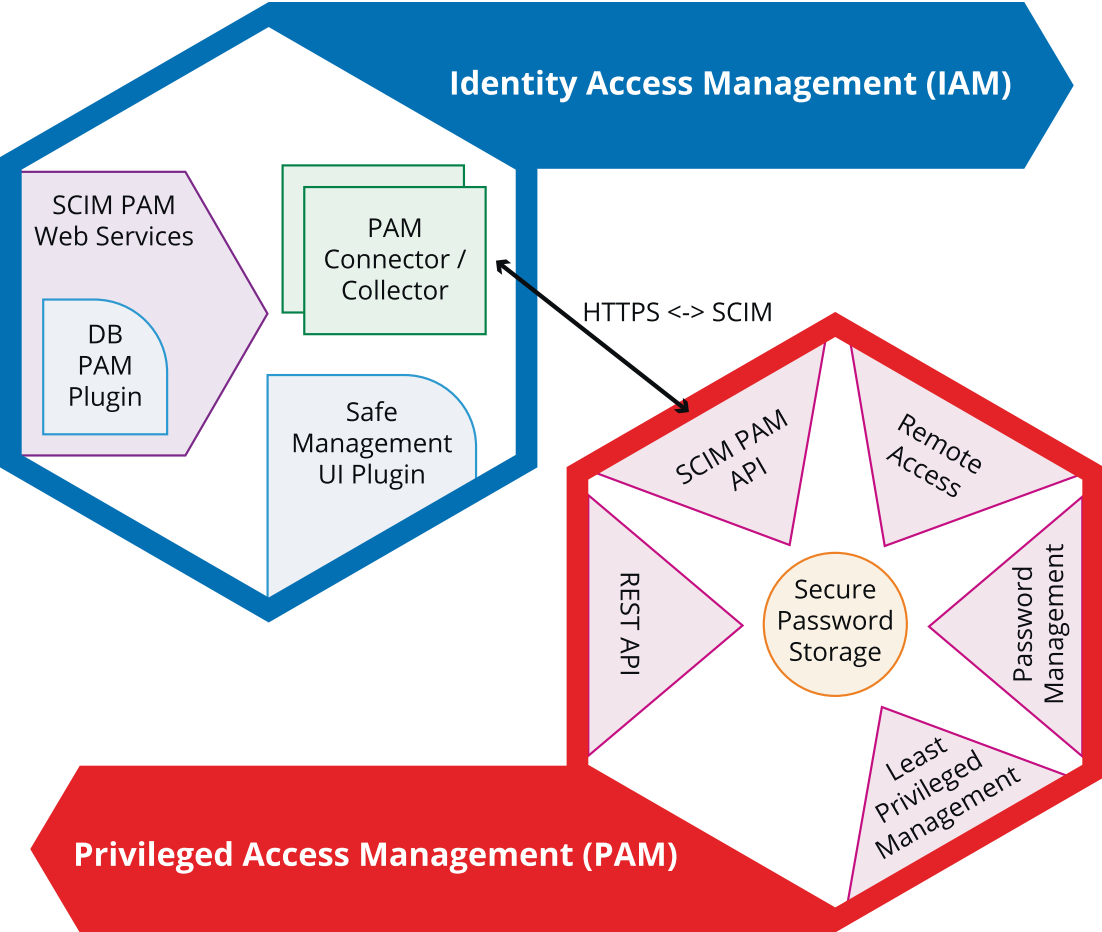 Identity Access Management (IAM)
SCIM PAM
Web Services
DB
PAM
Plugin
PAM
Connector /
Collector
Safe
Management
UI Plugin
HTTPS <-> SCIM
SCIM PAM
API
Remote
Access
REST API
Secure
Password
Storage
Password
Management
Least
Privileged
Management
Privileged Access Management (PAM)